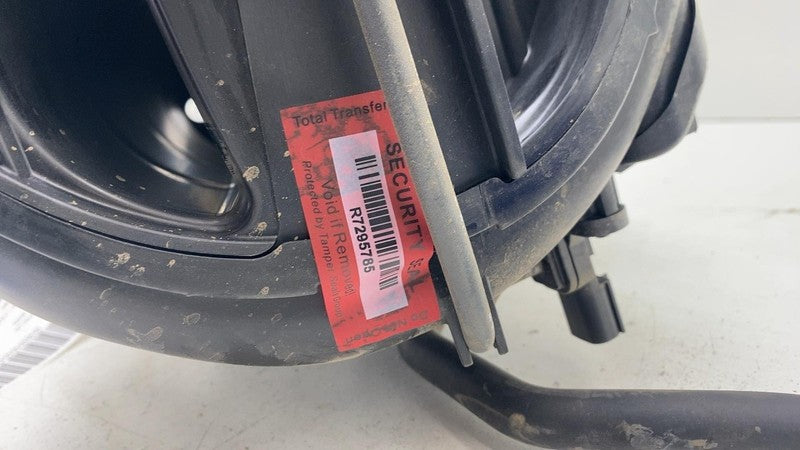 Total Transfer
SECURITY
Void if Removed
Protected by Tamper
R7295785